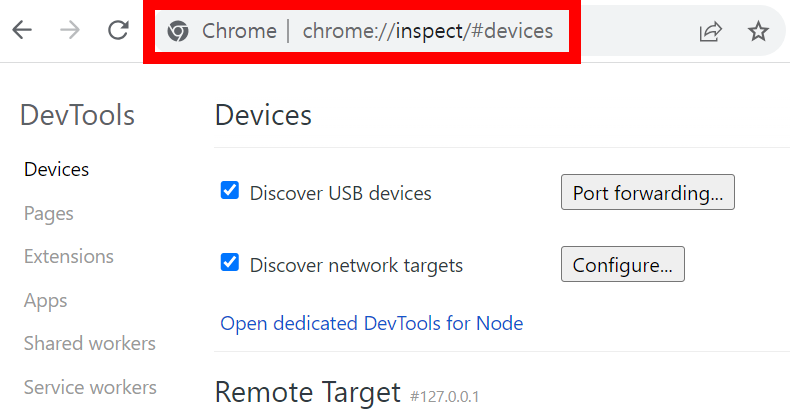 Chrome | chrome://inspect/#devices
DevTools
Devices
Pages
Extensions
Apps
Shared workers
Service workers
Devices
Discover USB devices
Port forwarding...
Discover network targets
Configure...
Open dedicated DevTools for Node
Remote Target #127.0.0.1